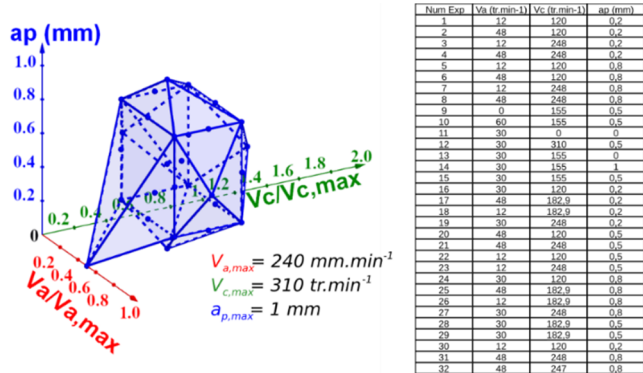 ap (mm)
1.0
0.8
0.6
0.4
0.2
0
0.2 0.4 0.8 1.2 1.4 1.6 1.8 2.0
Vc/Vc,max
0.2 0.4 0.6 0.8 1.0
Va/Va,max
Va,max= 240 mm.min-1
Vc,max= 310 tr.min-1
ap,max= 1 mm
Num Exp Va (tr.min-1) Vc (tr.min-1) ap (mm)
1 12 120 0,2
2 48 120 0,2
3 12 248 0,2
4 48 248 0,2
5 12 120 0,8
6 48 120 0,8
7 12 248 0,8
8 48 248 0,8
9 0 155 0,5
10 60 155 0,5
11 30 0 0
12 30 310 0,5
13 30 155 0
14 30 155 1
15 30 155 0,5
16 30 120 0,2
17 48 182,9 0,2
18 12 182,9 0,2
19 30 248 0,2
20 48 120 0,5
21 48 248 0,5
22 12 120 0,5
23 12 248 0,5
24 30 120 0,8
25 48 182,9 0,8
26 12 182,9 0,8
27 30 248 0,8
28 30 182,9 0,5
29 30 182,9 0,5
30 12 120 0,2
31 48 248 0,8
32 48 247 0,8